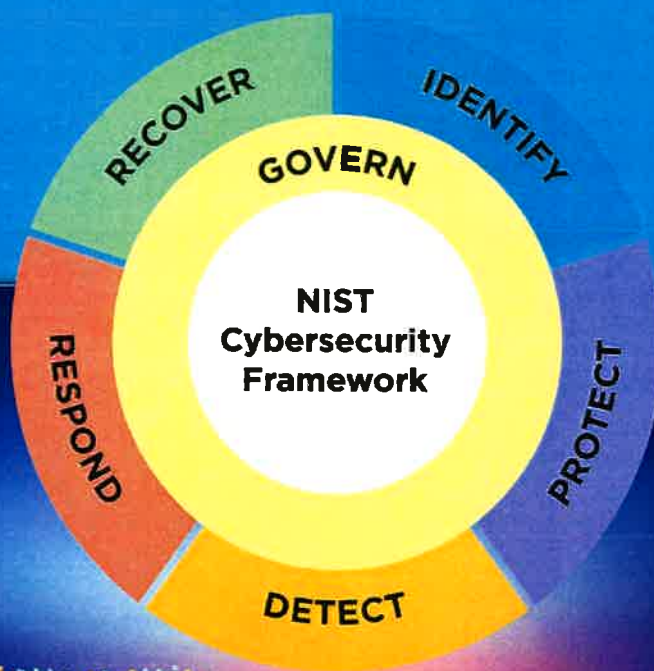 RECOVER
IDENTIFY
GOVERN
NIST
Cybersecurity
Framework
RESPOND
PROTECT
DETECT